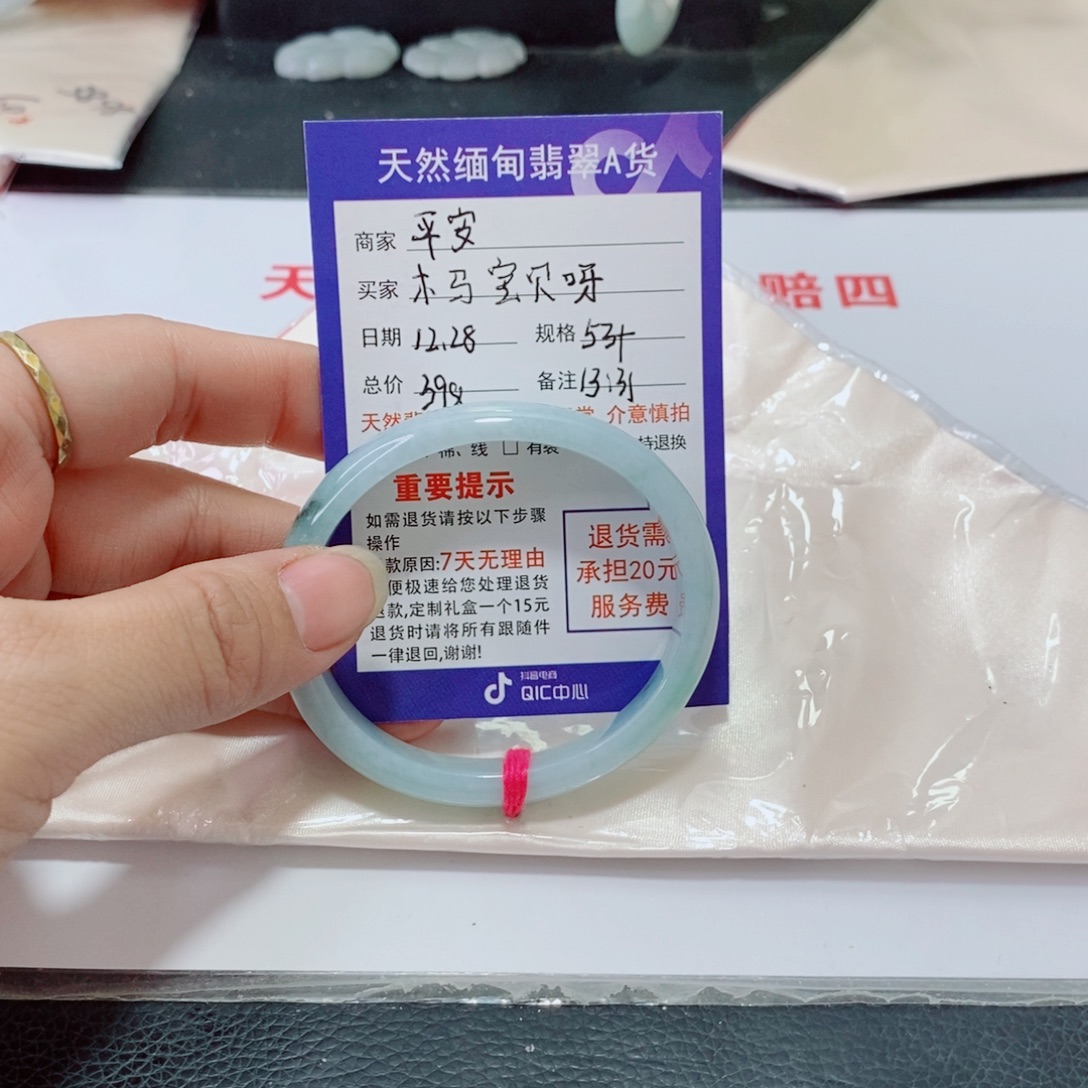 天然缅甸翡翠A货
商家 平安
买家 木马宝贝呀
天 赔四
日期 12.28 规格 53+
总价 398 备注 13:31
天然翡 介意慎拍
棉、线 □ 有裂 持退换
重要提示
如需退货请按以下步骤
操作
款原因:7天无理由
便极速给您处理退货
退款,定制礼盒一个15元
退货时请将所有跟随件
一律退回,谢谢!
退货需
承担20元
服务费
抖音电商
QIC中心